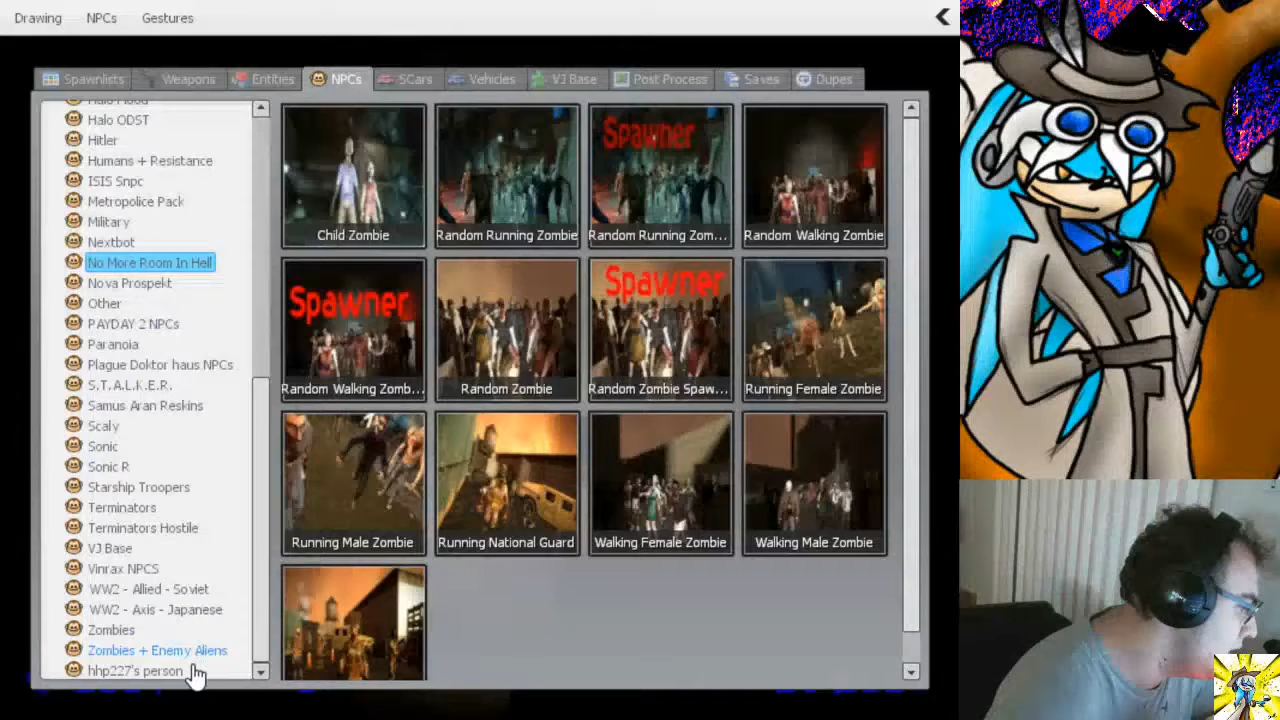 Drawing NPCs Gestures
Spawnlists Weapons Entities NPCs SCars Vehicles VJ Base Post Process Saves Dupes
Halo Flood
Halo ODST
Hitler
Humans + Resistance
ISIS Snpc
Metropolice Pack
Military
Nextbot
No More Room In Hell
Nova Prospekt
Other
PAYDAY 2 NPCs
Paranoia
Plague Doktor haus NPCs
S.T.A.L.K.E.R.
Samus Aran Reskins
Scaly
Sonic
Sonic R
Starship Troopers
Terminators
Terminators Hostile
VJ Base
Vinrax NPCS
WW2 - Allied - Soviet
WW2 - Axis - Japanese
Zombies
Zombies + Enemy Aliens
hhp227's person
Spawner
Child Zombie Random Running Zombie Random Running Zom... Random Walking Zombie
Spawner Spawner
Random Walking Zomb... Random Zombie Random Zombie Spaw... Running Female Zombie
Running Male Zombie Running National Guard Walking Female Zombie Walking Male Zombie